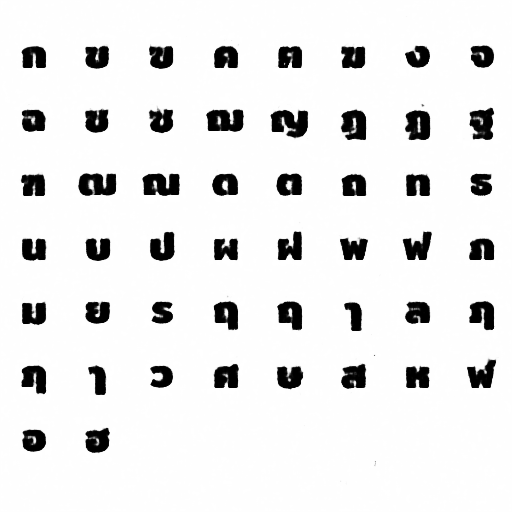 ก ข ฃ ค ฅ ฆ ง จ
ฉ ช ซ ฌ ญ ฎ ฏ ฐ
ฑ ฒ ณ ด ต ถ ท ธ
น บ ป ผ ฝ พ ฟ ภ
ม ย ร ฤ ฤ ๅ ล ฦ
ฦ ๅ ว ศ ษ ส ห ฬ
อ ฮ